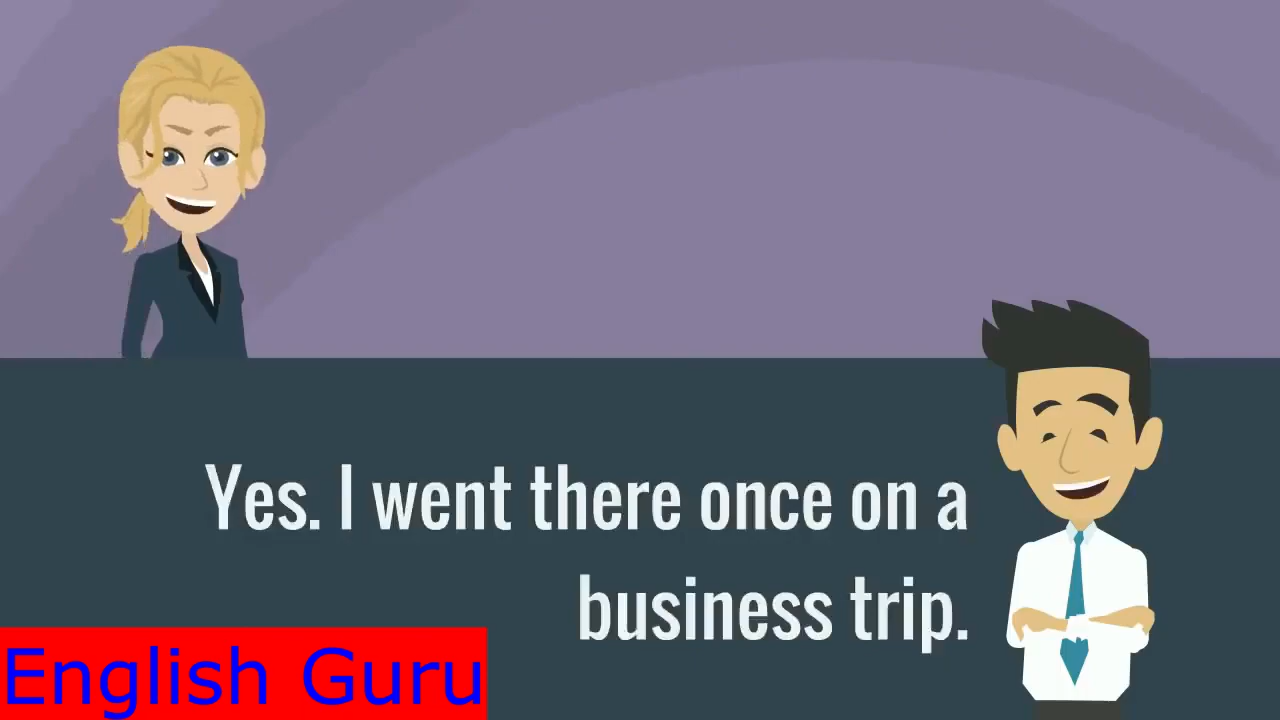 Yes. I went there once on a
business trip.
English Guru